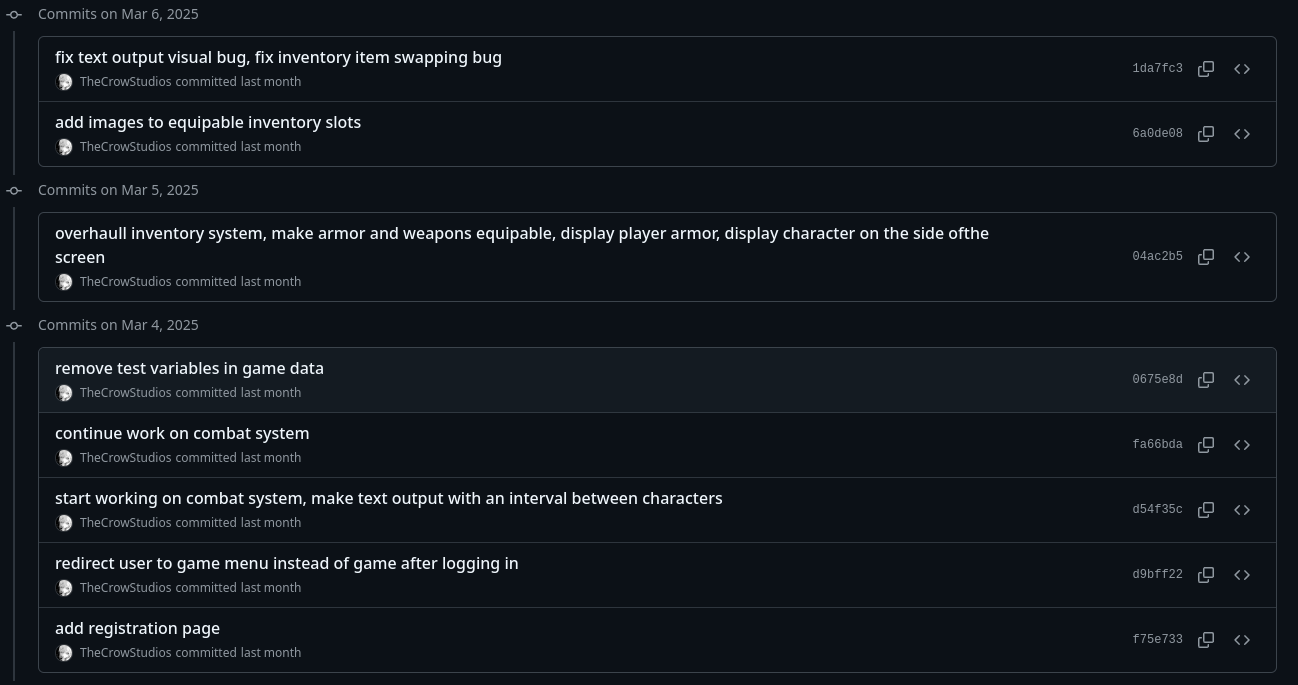 Commits on Mar 6, 2025
fix text output visual bug, fix inventory item swapping bug
TheCrowStudios committed last month
1da7fc3
add images to equipable inventory slots
TheCrowStudios committed last month
6a0de08
Commits on Mar 5, 2025
overhaull inventory system, make armor and weapons equipable, display player armor, display character on the side ofthe
screen
TheCrowStudios committed last month
04ac2b5
Commits on Mar 4, 2025
remove test variables in game data
TheCrowStudios committed last month
0675e8d
continue work on combat system
TheCrowStudios committed last month
fa66bda
start working on combat system, make text output with an interval between characters
TheCrowStudios committed last month
d54f35c
redirect user to game menu instead of game after logging in
TheCrowStudios committed last month
d9bff22
add registration page
TheCrowStudios committed last month
f75e733